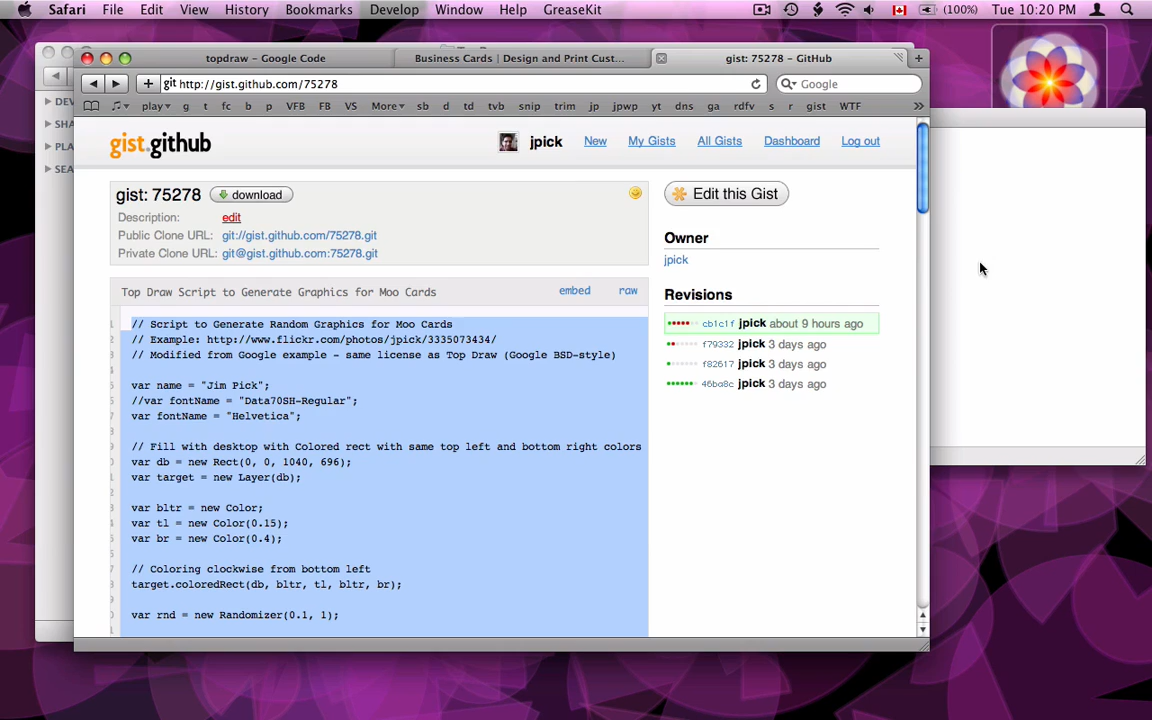 Safari File Edit View History Bookmarks Develop Window Help GreaseKit (100%) Tue 10:20 PM
topdraw – Google Code Business Cards | Design and Print Cust... gist: 75278 – GitHub
git http://gist.github.com/75278 Google
play g t fc b p VFB FB VS More sb d td tvb snip trim jp jpwp yt dns ga rdfv s r gist WTF
DEV
SHA
PLA
SEA
gist.github jpick New My Gists All Gists Dashboard Log out
gist: 75278 download
Description: edit
Public Clone URL: git://gist.github.com/75278.git
Private Clone URL: git@gist.github.com:75278.git
Edit this Gist
Owner
jpick
Revisions
cb1c1f jpick about 9 hours ago
f79332 jpick 3 days ago
f82617 jpick 3 days ago
46ba8c jpick 3 days ago
Top Draw Script to Generate Graphics for Moo Cards embed raw
// Script to Generate Random Graphics for Moo Cards
// Example: http://www.flickr.com/photos/jpick/3335073434/
// Modified from Google example - same license as Top Draw (Google BSD-style)
var name = "Jim Pick";
//var fontName = "Data70SH-Regular";
var fontName = "Helvetica";
// Fill with desktop with Colored rect with same top left and bottom right colors
var db = new Rect(0, 0, 1040, 696);
var target = new Layer(db);
var bltr = new Color;
var tl = new Color(0.15);
var br = new Color(0.4);
// Coloring clockwise from bottom left
target.coloredRect(db, bltr, tl, bltr, br);
var rnd = new Randomizer(0.1, 1);